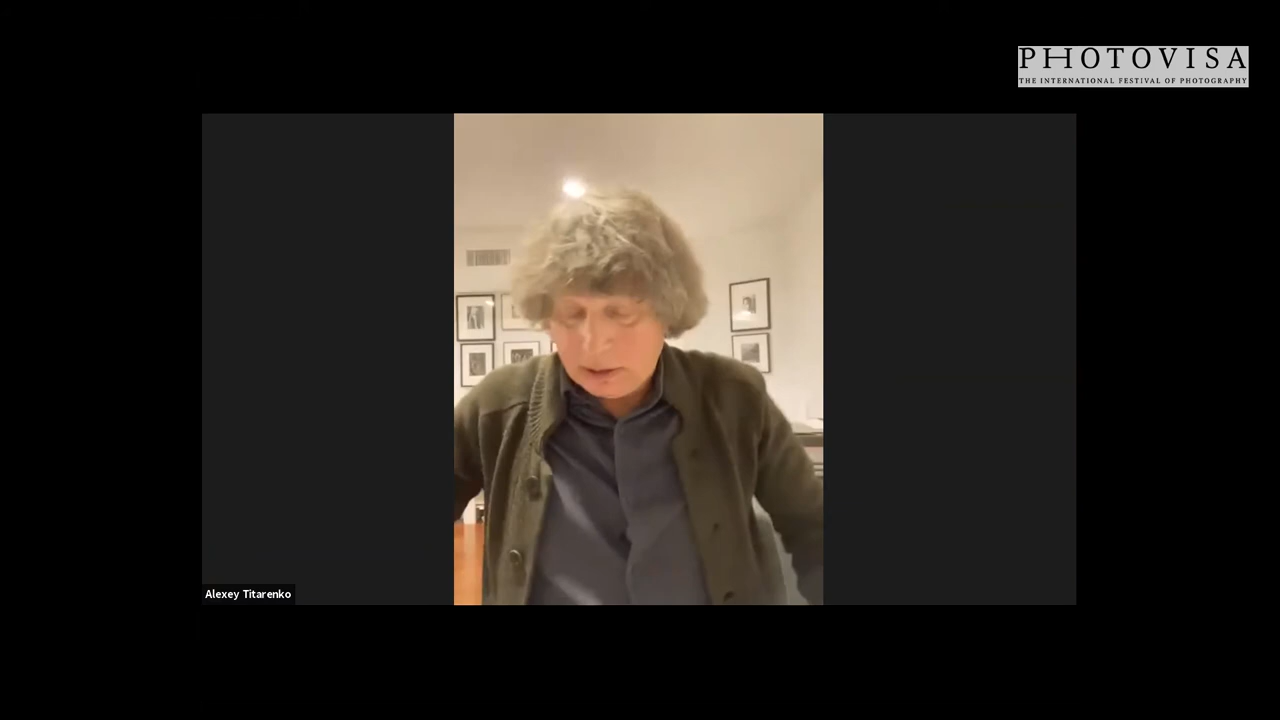 PHOTOVISA
THE INTERNATIONAL FESTIVAL OF PHOTOGRAPHY
Alexey Titarenko